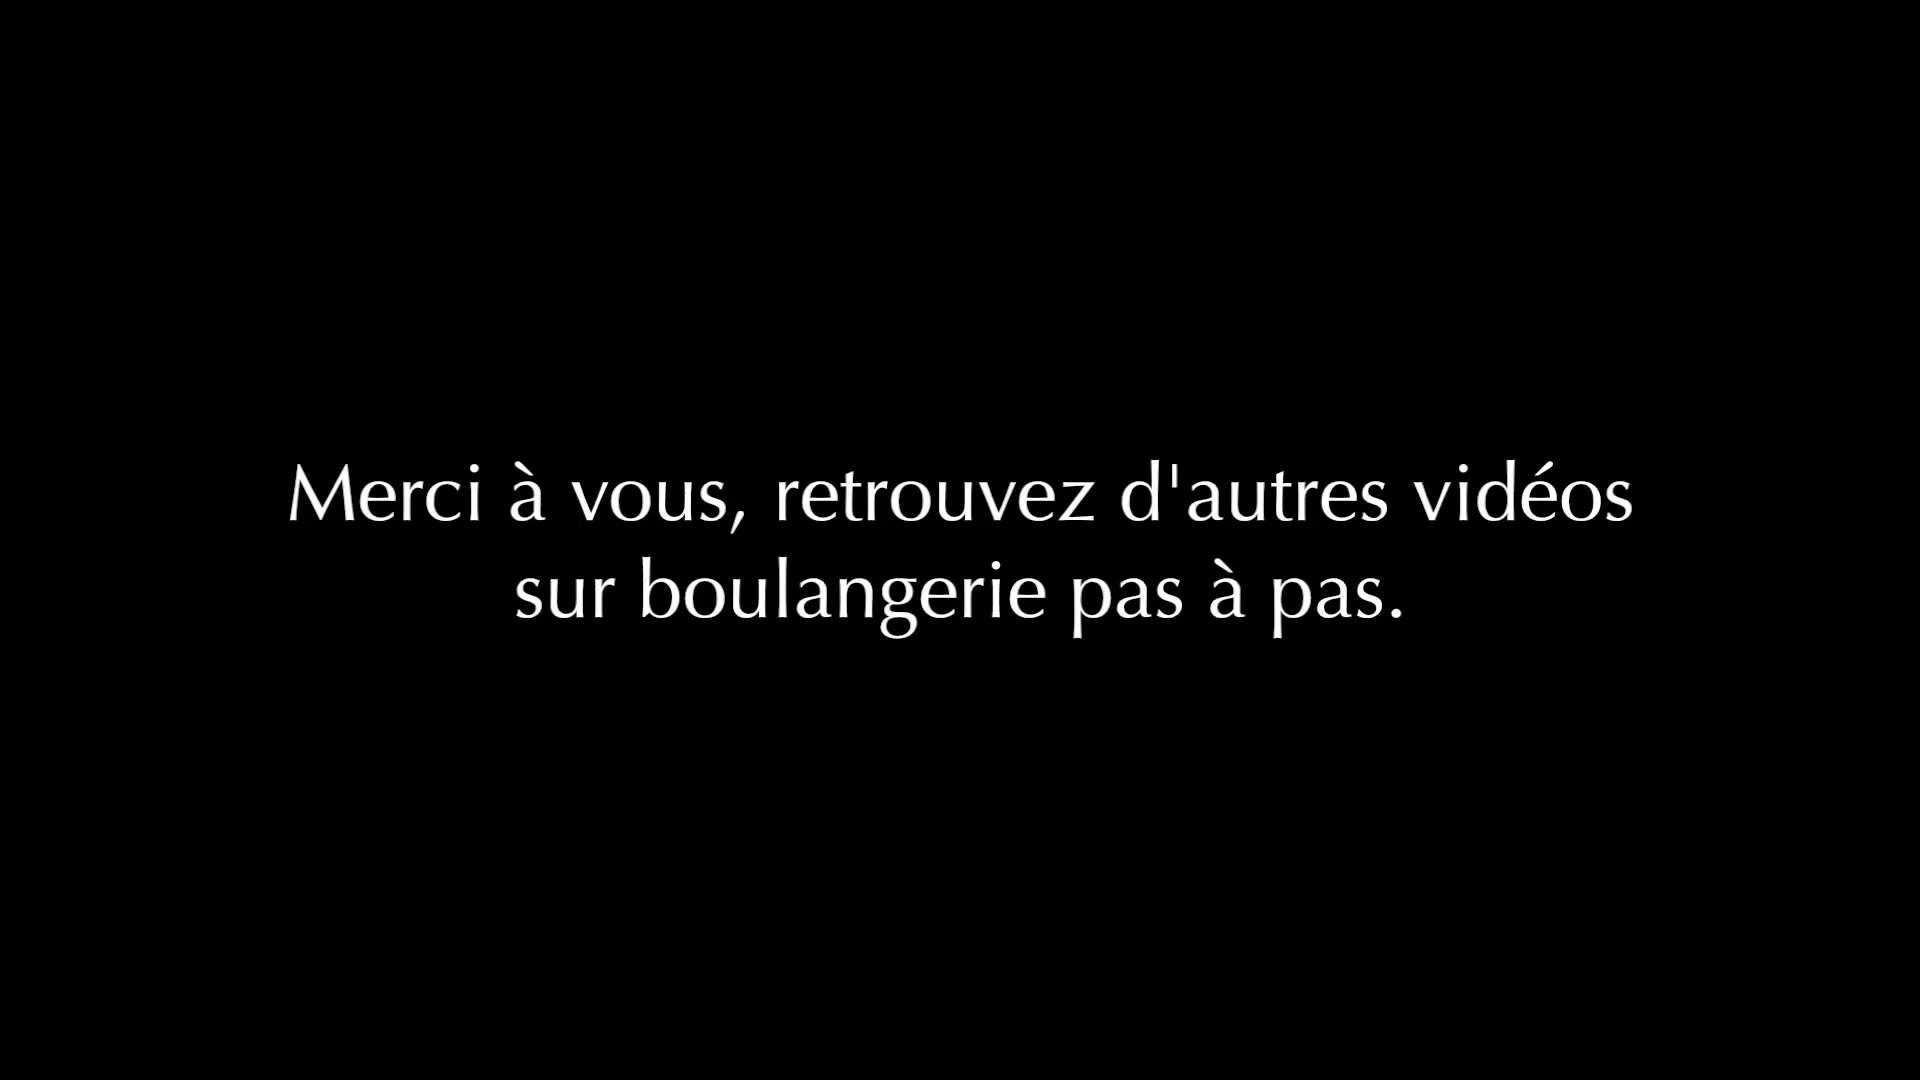 Merci à vous, retrouvez d'autres vidéos
sur boulangerie pas à pas.